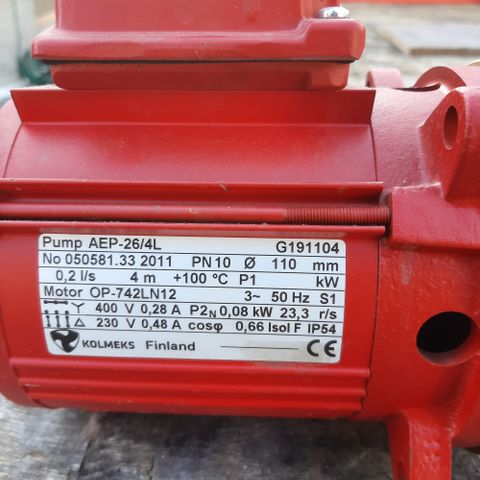 Pump AEP-26/4L G191104
No 050581.33 2011 PN 10 Ø 110 mm
0,2 l/s 4 m +100 °C P1 kW
Motor OP-742LN12 3~ 50 Hz S1
Y 400 V 0,28 A P2N 0,08 kW 23,3 r/s
△ 230 V 0,48 A cosφ 0,66 Isol F IP54
KOLMEKS Finland CE